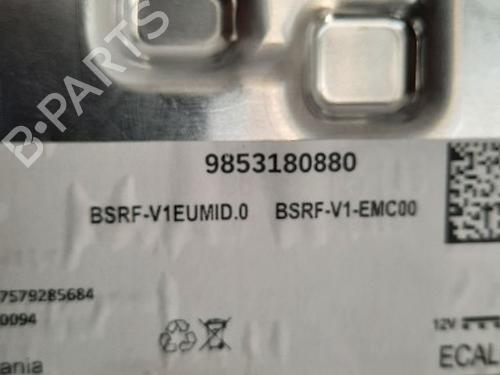 B-PARTS
9853180880
BSRF-V1EUMID.0 BSRF-V1-EMC00
7579285684
0094
12V
ania
ECAL